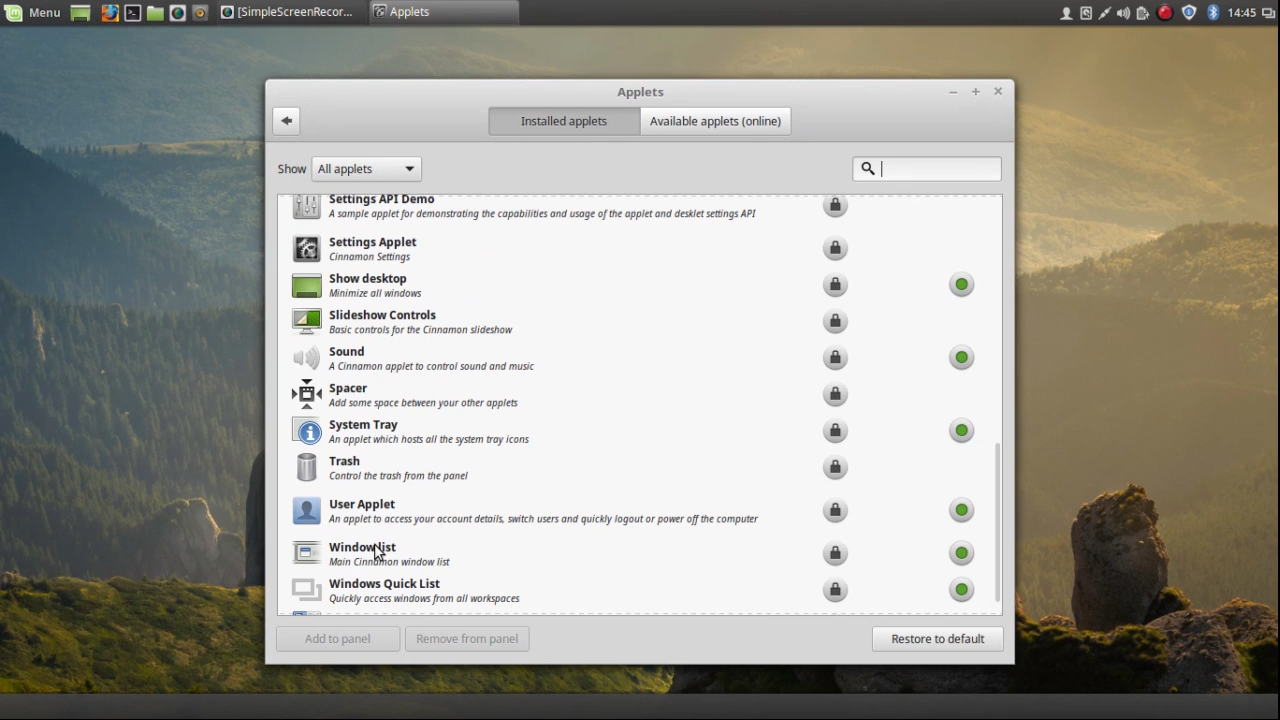 Menu
[SimpleScreenRecor...
Applets
14:45
Applets
Installed applets
Available applets (online)
Show
All applets
Settings API Demo
A sample applet for demonstrating the capabilities and usage of the applet and desklet settings API
Settings Applet
Cinnamon Settings
Show desktop
Minimize all windows
Slideshow Controls
Basic controls for the Cinnamon slideshow
Sound
A Cinnamon applet to control sound and music
Spacer
Add some space between your other applets
System Tray
An applet which hosts all the system tray icons
Trash
Control the trash from the panel
User Applet
An applet to access your account details, switch users and quickly logout or power off the computer
Window list
Main Cinnamon window list
Windows Quick List
Quickly access windows from all workspaces
Add to panel
Remove from panel
Restore to default